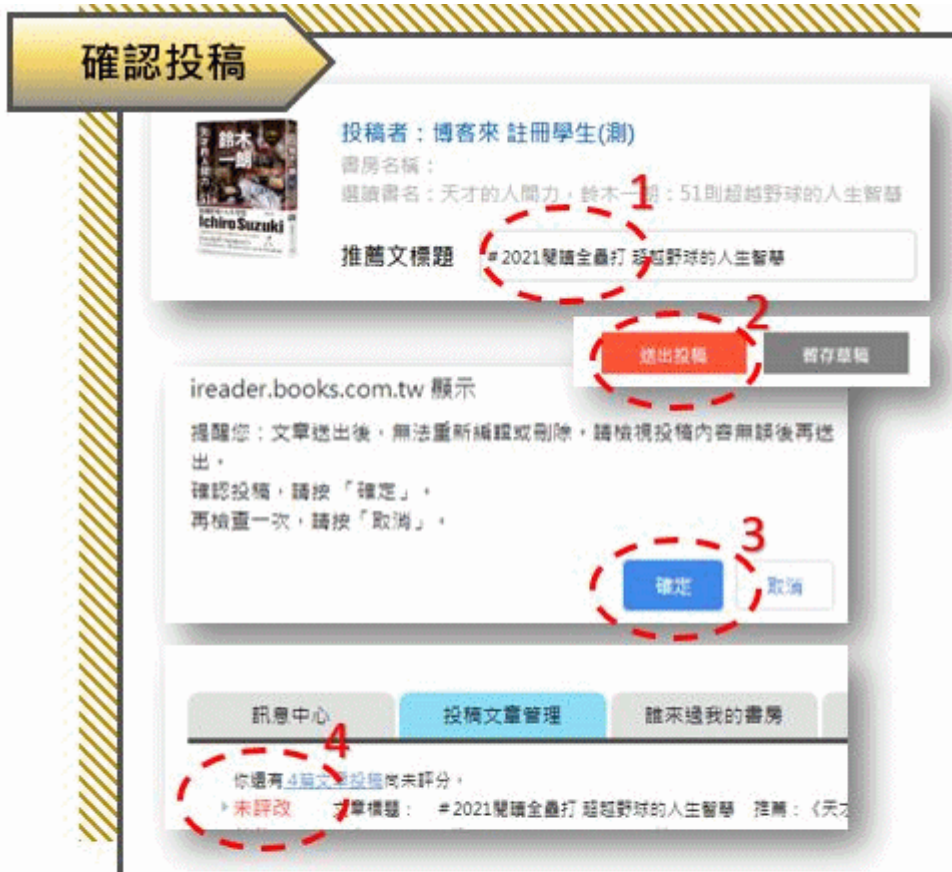 確認投稿
鈴木
一朗
Ichiro Suzuki
投稿者：博客來 註冊學生(測)
書房名稱：
選讀書名：天才的人間力，鈴木一朗：51則超越野球的人生智慧
1
推薦文標題 #2021閱讀全壘打 超越野球的人生智慧
2
送出投稿 暫存草稿
ireader.books.com.tw 顯示
提醒您：文章送出後，無法重新編輯或刪除，請檢視投稿內容無誤後再送
出。
確認投稿，請按「確定」。
再檢查一次，請按「取消」。
3
確定 取消
訊息中心 投稿文章管理 誰來過我的書房
4
你還有 4篇文章投稿尚未評分。
未評改 文章標題： #2021閱讀全壘打 超越野球的人生智慧 推薦：《天才